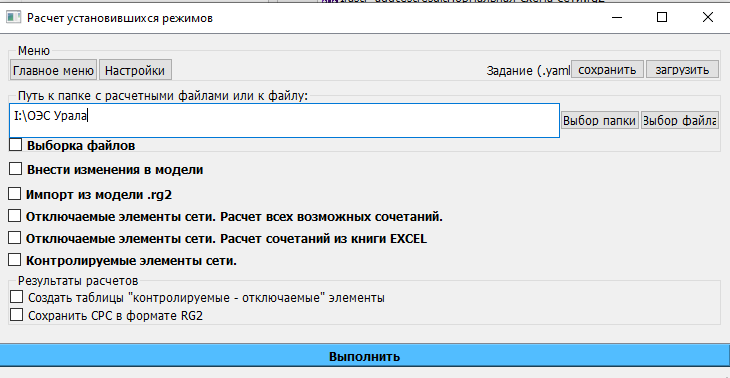 Расчет установившихся режимов
Меню
Главное меню Настройки Задание (.yaml сохранить загрузить
Путь к папке с расчетными файлами или к файлу:
I:\ОЭС Урала Выбор папки Выбор файла
Выборка файлов
Внести изменения в модели
Импорт из модели .rg2
Отключаемые элементы сети. Расчет всех возможных сочетаний.
Отключаемые элементы сети. Расчет сочетаний из книги EXCEL
Контролируемые элементы сети.
Результаты расчетов
Создать таблицы "контролируемые - отключаемые" элементы
Сохранить СРС в формате RG2
Выполнить